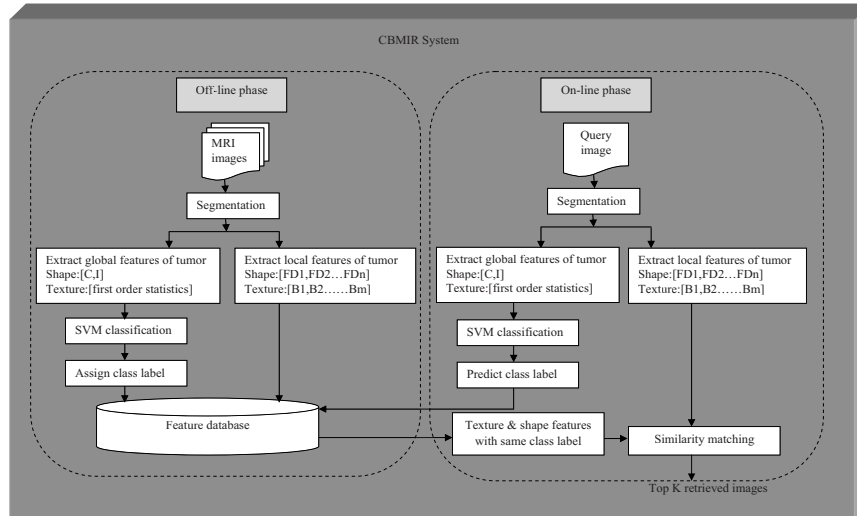 CBMIR System
Off-line phase
MRI
images
Segmentation
Extract global features of tumor
Shape:[C,I]
Texture:[first order statistics]
Extract local features of tumor
Shape:[FD1,FD2…FDn]
Texture:[B1,B2……Bm]
SVM classification
Assign class label
Feature database
On-line phase
Query
image
Segmentation
Extract global features of tumor
Shape:[C,I]
Texture:[first order statistics]
Extract local features of tumor
Shape:[FD1,FD2…FDn]
Texture:[B1,B2……Bm]
SVM classification
Predict class label
Texture & shape features
with same class label
Similarity matching
Top K retrieved images